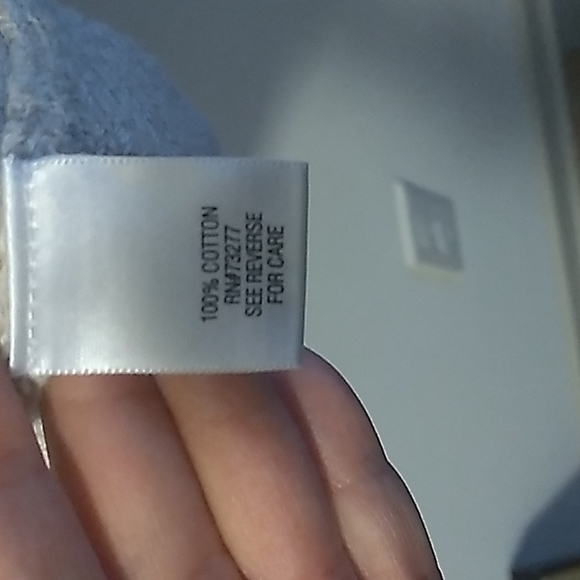 100% COTTON
RN#73277
SEE REVERSE
FOR CARE